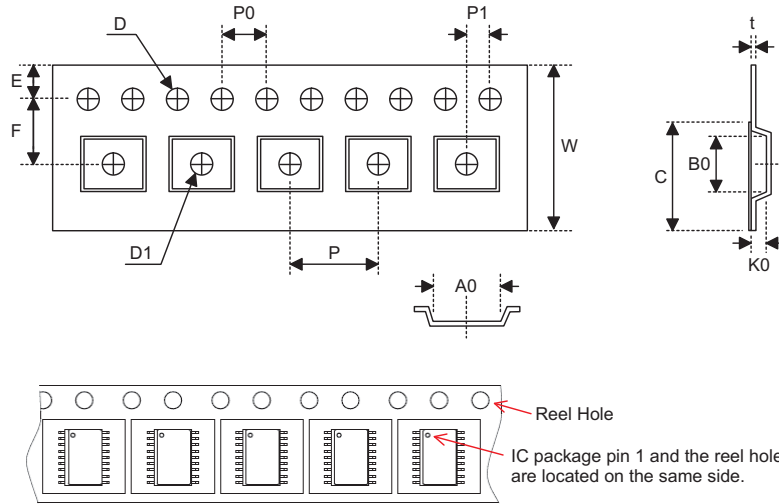 D
P0
P1
t
E
F
W
C
B0
D1
P
K0
A0
Reel Hole
IC package pin 1 and the reel hole
are located on the same side.